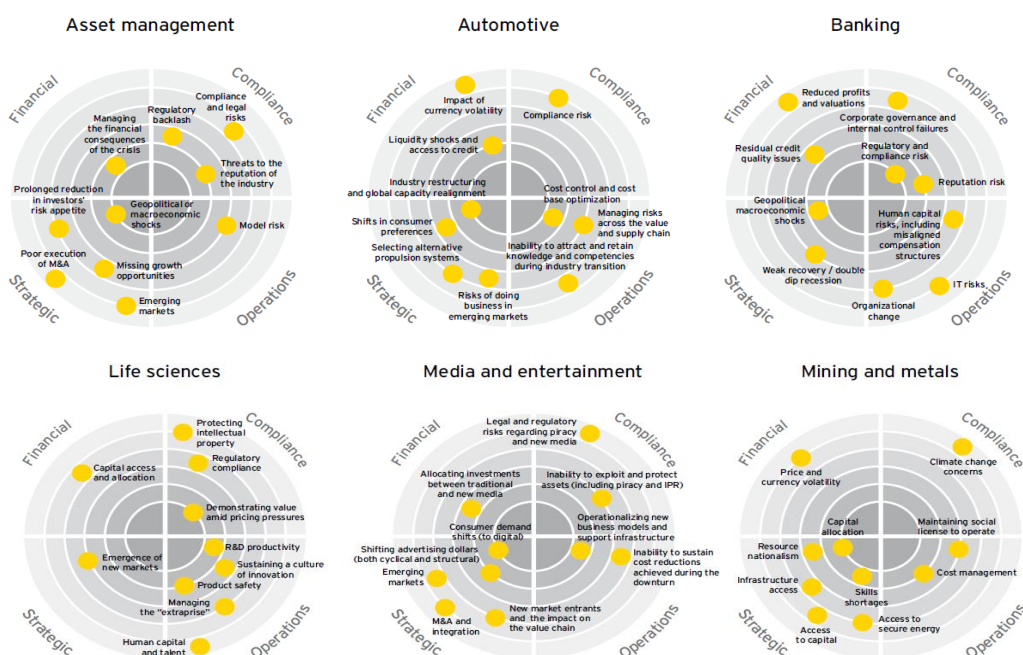 Asset management
Financial
Compliance
Compliance
and legal
risks
Regulatory
backlash
Managing
the financial
consequences
of the crisis
Threats to the
reputation of
the industry
Prolonged reduction
in investors'
risk appetite
Geopolitical or
macroeconomic
shocks
Model risk
Poor execution
of M&A
Missing growth
opportunities
Emerging
markets
Strategic
Operations
Automotive
Financial
Compliance
Impact of
currency volatility
Compliance risk
Liquidity shocks and
access to credit
Industry restructuring
and global capacity realignment
Cost control and cost
base optimization
Shifts in consumer
preferences
Managing risks
across the value
and supply chain
Selecting alternative
propulsion systems
Inability to attract and retain
knowledge and competencies
during industry transition
Risks of doing
business in
emerging markets
Strategic
Operations
Banking
Financial
Compliance
Reduced profits
and valuations
Corporate governance and
internal control failures
Residual credit
quality issues
Regulatory and
compliance risk
Reputation risk
Geopolitical
macroeconomic
shocks
Human capital
risks, including
misaligned
compensation
structures
Weak recovery / double
dip recession
IT risks
Organizational
change
Strategic
Operations
Life sciences
Financial
Compliance
Protecting
intellectual
property
Regulatory
compliance
Capital access
and allocation
Demonstrating value
amid pricing pressures
R&D productivity
Emergence of
new markets
Sustaining a culture
of innovation
Product safety
Managing
the "extraprise"
Human capital
and talent
Strategic
Operations
Media and entertainment
Financial
Compliance
Legal and regulatory
risks regarding piracy
and new media
Allocating investments
between traditional
and new media
Inability to exploit and protect
assets (including piracy and IPR)
Consumer demand
shifts (to digital)
Operationalizing new
business models and
support infrastructure
Shifting advertising dollars
(both cyclical and structural)
Inability to sustain
cost reductions
achieved during the
downturn
Emerging
markets
M&A and
integration
New market entrants
and the impact on
the value chain
Strategic
Operations
Mining and metals
Financial
Compliance
Price and
currency volatility
Climate change
concerns
Capital
allocation
Maintaining social
license to operate
Resource
nationalism
Cost management
Infrastructure
access
Skills
shortages
Access
to capital
Access to
secure energy
Strategic
Operations